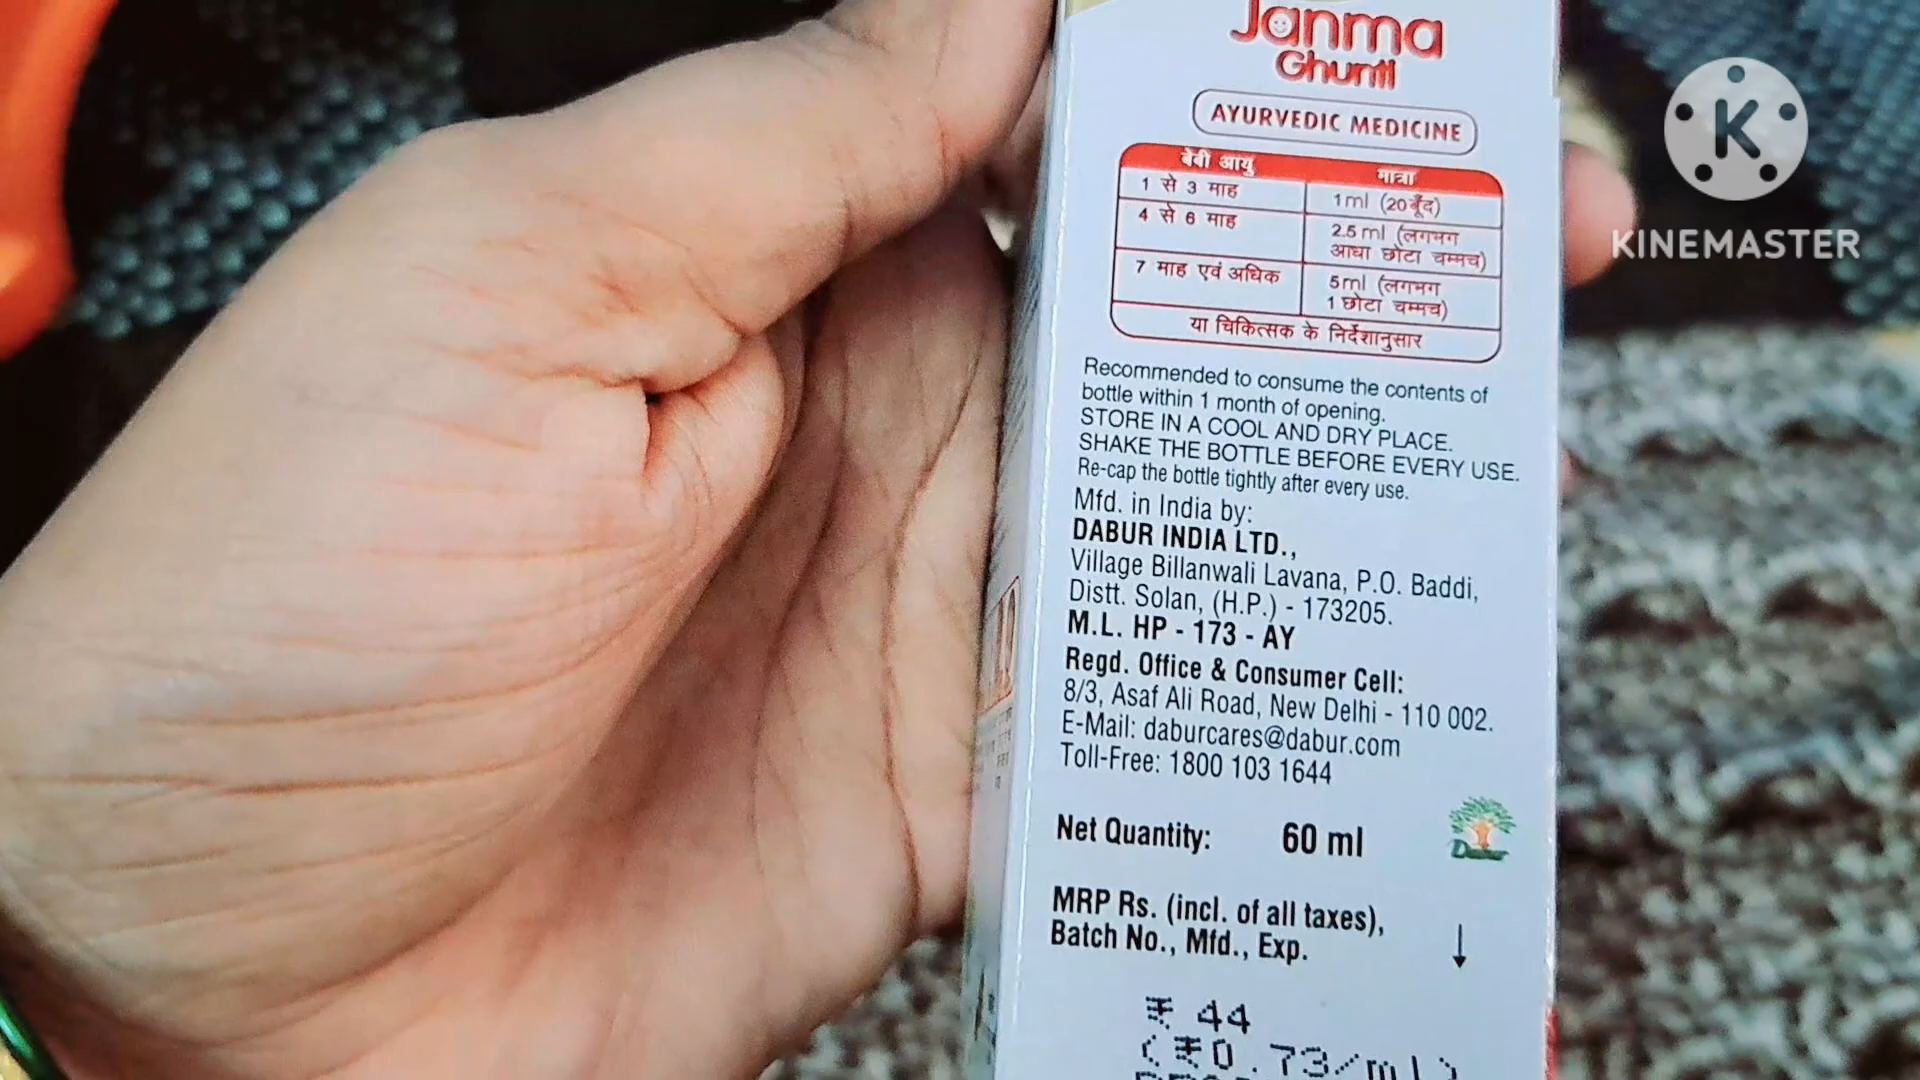 Janma
Ghunti
AYURVEDIC MEDICINE
बेबी आयु मात्रा
1 से 3 माह 1ml (20बूँद)
4 से 6 माह 2.5 ml (लगभग
आधा छोटा चम्मच)
7 माह एवं अधिक 5ml (लगभग
1 छोटा चम्मच)
या चिकित्सक के निर्देशानुसार
Recommended to consume the contents of
bottle within 1 month of opening.
STORE IN A COOL AND DRY PLACE.
SHAKE THE BOTTLE BEFORE EVERY USE.
Re-cap the bottle tightly after every use.
Mfd. in India by:
DABUR INDIA LTD.,
Village Billanwali Lavana, P.O. Baddi,
Distt. Solan, (H.P.) - 173205.
M.L. HP - 173 - AY
Regd. Office & Consumer Cell:
8/3, Asaf Ali Road, New Delhi - 110 002.
E-Mail: daburcares@dabur.com
Toll-Free: 1800 103 1644
Net Quantity: 60 ml
Dabur
MRP Rs. (incl. of all taxes),
Batch No., Mfd., Exp.
₹ 44
(₹0.73/ml)
K
KINEMASTER